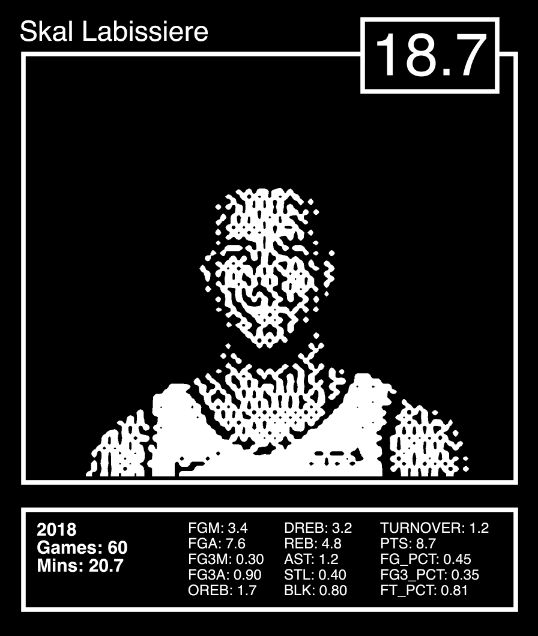 Skal Labissiere
18.7
2018
Games: 60
Mins: 20.7
FGM: 3.4
FGA: 7.6
FG3M: 0.30
FG3A: 0.90
OREB: 1.7
DREB: 3.2
REB: 4.8
AST: 1.2
STL: 0.40
BLK: 0.80
TURNOVER: 1.2
PTS: 8.7
FG_PCT: 0.45
FG3_PCT: 0.35
FT_PCT: 0.81